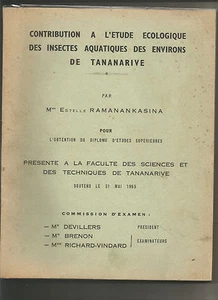 CONTRIBUTION A L'ETUDE ECOLOGIQUE
DES INSECTES AQUATIQUES DES ENVIRONS
DE TANANARIVE
PAR
Mme Estelle RAMANANKASINA
POUR
L'OBTENTION DU DIPLOME D'ÉTUDES SUPERIEURES
PRESENTE A LA FACULTE DES SCIENCES ET
DES TECHNIQUES DE TANANARIVE
SOUTENU LE 31 MAI 1969
COMMISSION D'EXAMEN :
— Mr DEVILLERS PRESIDENT
— Mr BRENON
— Mme RICHARD-VINDARD EXAMINATEURS